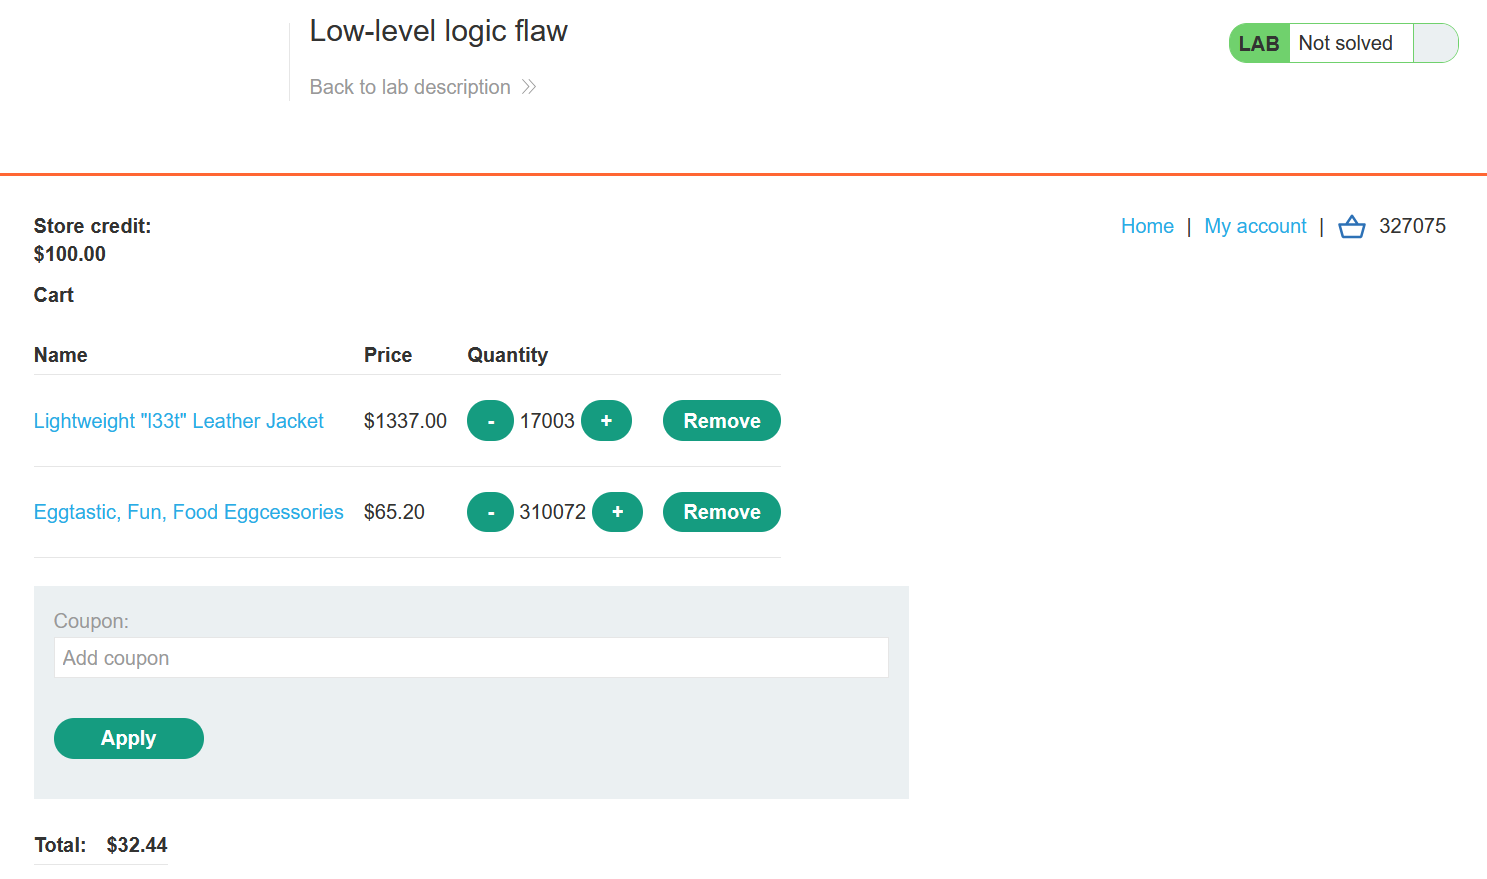 Low-level logic flaw
Back to lab description
LAB Not solved
Store credit:
$100.00
Home | My account | 327075
Cart
Name Price Quantity
Lightweight "l33t" Leather Jacket $1337.00 - 17003 + Remove
Eggtastic, Fun, Food Eggcessories $65.20 - 310072 + Remove
Coupon:
Add coupon
Apply
Total: $32.44